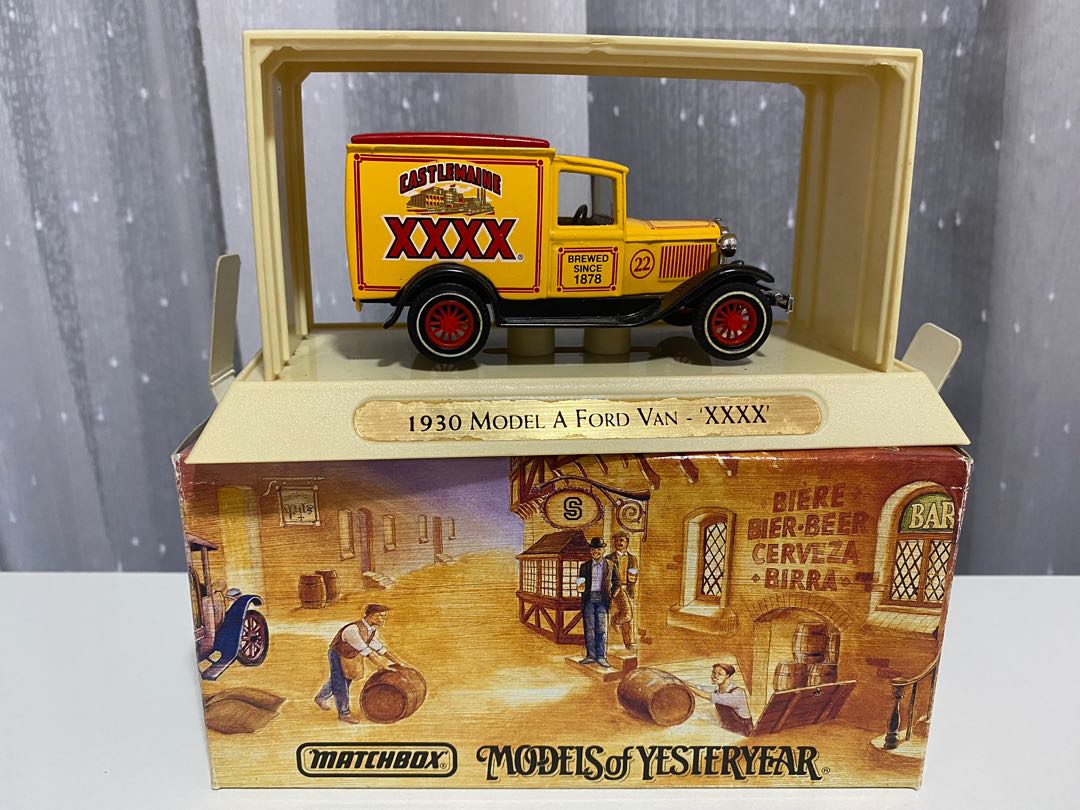 CASTLEMAINE
XXXX®
BREWED
SINCE
1878
22
1930 MODEL A FORD VAN - 'XXXX'
Pils
S
BIÈRE
BIER·BEER
CERVEZA
BIRRA
BAR
MATCHBOX®
MODELS of YESTERYEAR®